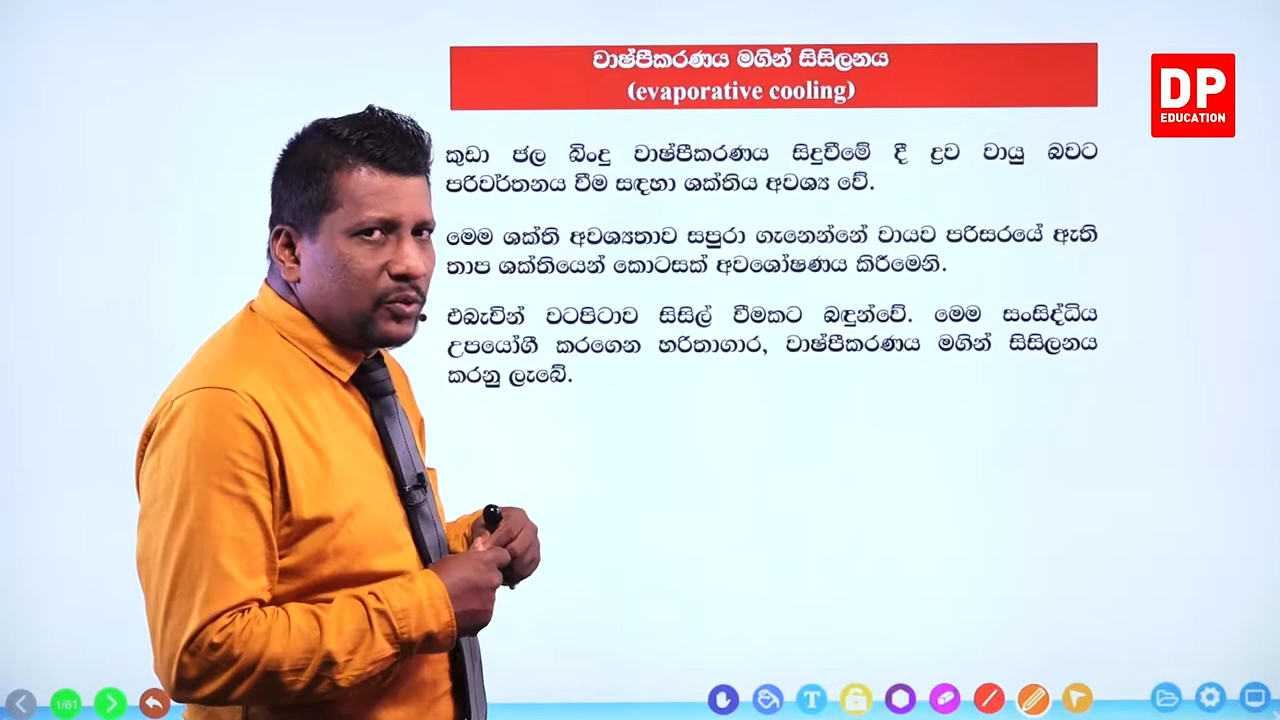 වාෂ්පීකරණය මගින් සිසිලනය
(evaporative cooling)
DP
EDUCATION
කුඩා ජල බිංදු වාෂ්පීකරණය සිදුවීමේ දී ද්‍රව වායු බවට
පරිවර්තනය වීම සඳහා ශක්තිය අවශ්‍ය වේ.
මෙම ශක්ති අවශ්‍යතාව සපුරා ගැනෙන්නේ වායව පරිසරයේ ඇති
තාප ශක්තියෙන් කොටසක් අවශෝෂණය කිරීමෙනි.
එබැවින් වටපිටාව සිසිල් වීමකට බඳුන්වේ. මෙම සංසිද්ධිය
උපයෝගී කරගෙන හරිතාගාර, වාෂ්පීකරණය මගින් සිසිලනය
කරනු ලැබේ.
1/61
T